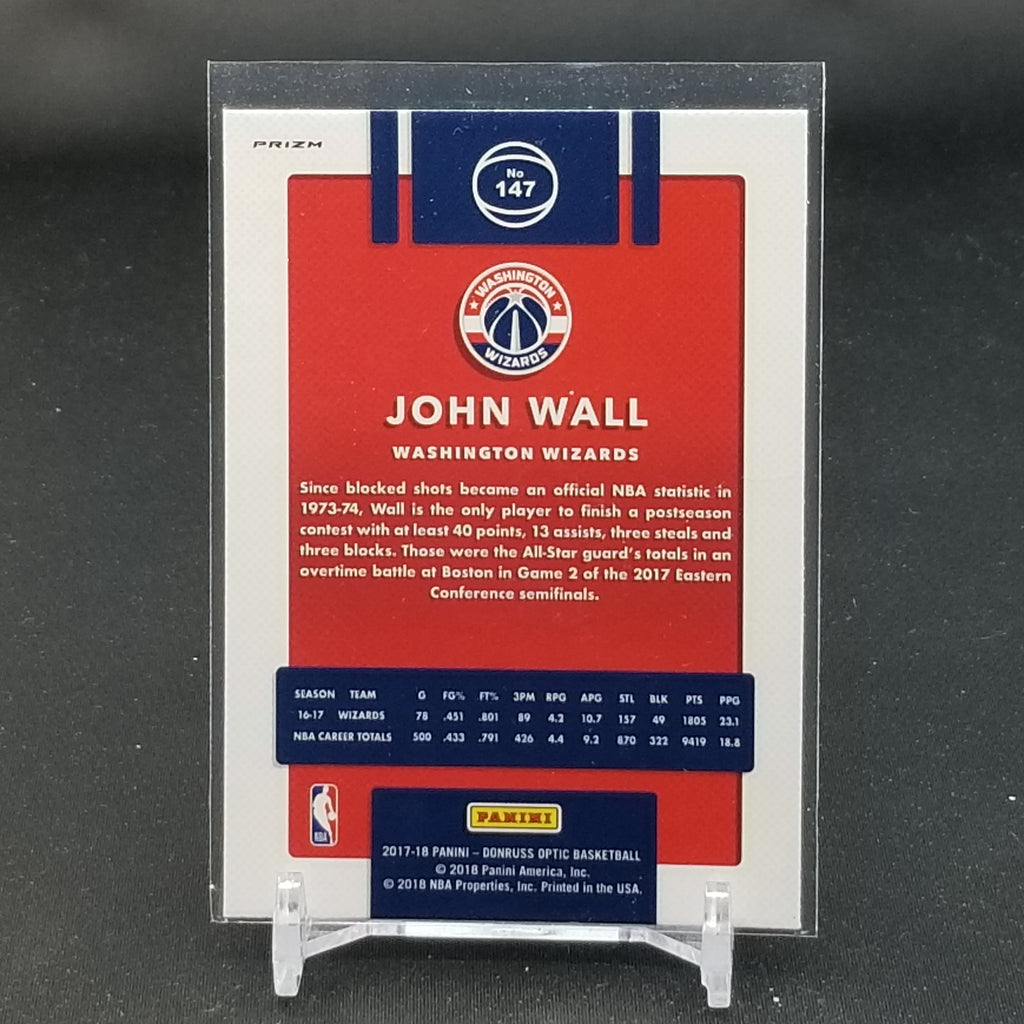 PRIZM
No
147
WASHINGTON
WIZARDS
JOHN WALL
WASHINGTON WIZARDS
Since blocked shots became an official NBA statistic in
1973-74, Wall is the only player to finish a postseason
contest with at least 40 points, 13 assists, three steals and
three blocks. Those were the All-Star guard's totals in an
overtime battle at Boston in Game 2 of the 2017 Eastern
Conference semifinals.
SEASON TEAM G FG% FT% 3PM RPG APG STL BLK PTS PPG
16-17 WIZARDS 78 .451 .801 89 4.2 10.7 157 49 1805 23.1
NBA CAREER TOTALS 500 .433 .791 426 4.4 9.2 870 322 9419 18.8
NBA
PANINI
2017-18 PANINI – DONRUSS OPTIC BASKETBALL
© 2018 Panini America, Inc.
© 2018 NBA Properties, Inc. Printed in the USA.